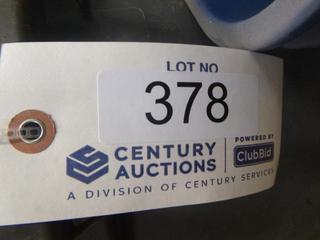 LOT NO
378
CENTURY AUCTIONS
POWERED BY
ClubBid
A DIVISION OF CENTURY SERVICES